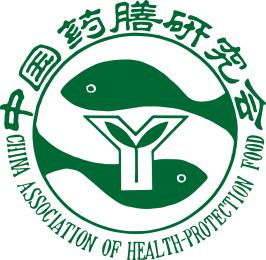 中国药膳研究会
CHINA ASSOCIATION OF HEALTH-PROTECTION FOOD